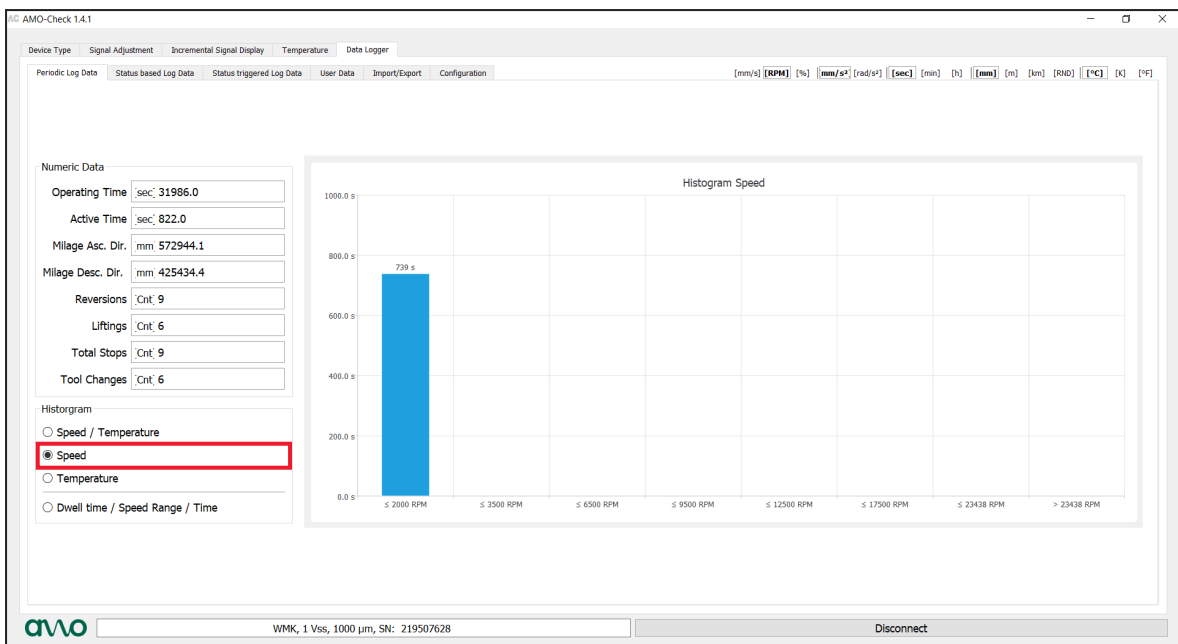 AC AMO-Check 1.4.1
Device Type Signal Adjustment Incremental Signal Display Temperature Data Logger
Periodic Log Data Status based Log Data Status triggered Log Data User Data Import/Export Configuration [mm/s] [RPM] [%] [mm/s²] [rad/s²] [sec] [min] [h] [mm] [m] [km] [RND] [°C] [K] [°F]
Numeric Data
Operating Time [sec] 31986.0
Active Time [sec] 822.0
Milage Asc. Dir. [mm] 572944.1
Milage Desc. Dir. [mm] 425434.4
Reversions [Cnt] 9
Liftings [Cnt] 6
Total Stops [Cnt] 9
Tool Changes [Cnt] 6
Historgram
Speed / Temperature
Speed
Temperature
Dwell time / Speed Range / Time
Histogram Speed
1000.0 s
800.0 s
739 s
600.0 s
400.0 s
200.0 s
0.0 s
≤ 2000 RPM ≤ 3500 RPM ≤ 6500 RPM ≤ 9500 RPM ≤ 12500 RPM ≤ 17500 RPM ≤ 23438 RPM > 23438 RPM
amo WMK, 1 Vss, 1000 µm, SN: 219507628 Disconnect